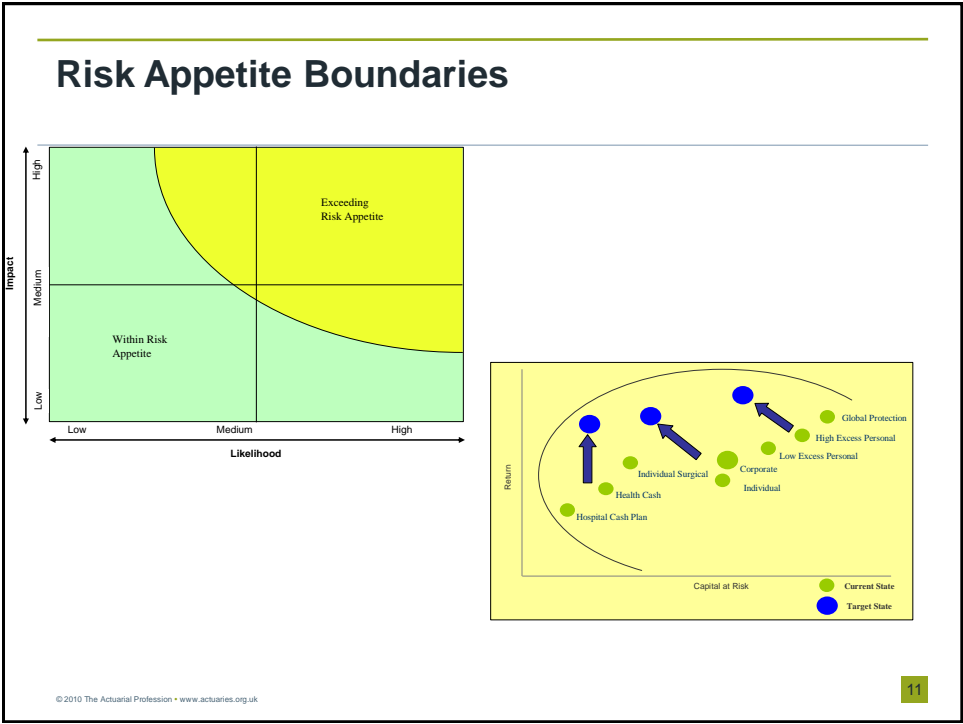 Risk Appetite Boundaries
High
Exceeding
Risk Appetite
Impact
Medium
Within Risk
Appetite
Low
Low Medium High
Likelihood
Return
Global Protection
High Excess Personal
Low Excess Personal
Corporate
Individual Surgical
Individual
Health Cash
Hospital Cash Plan
Capital at Risk
Current State
Target State
© 2010 The Actuarial Profession • www.actuaries.org.uk
11